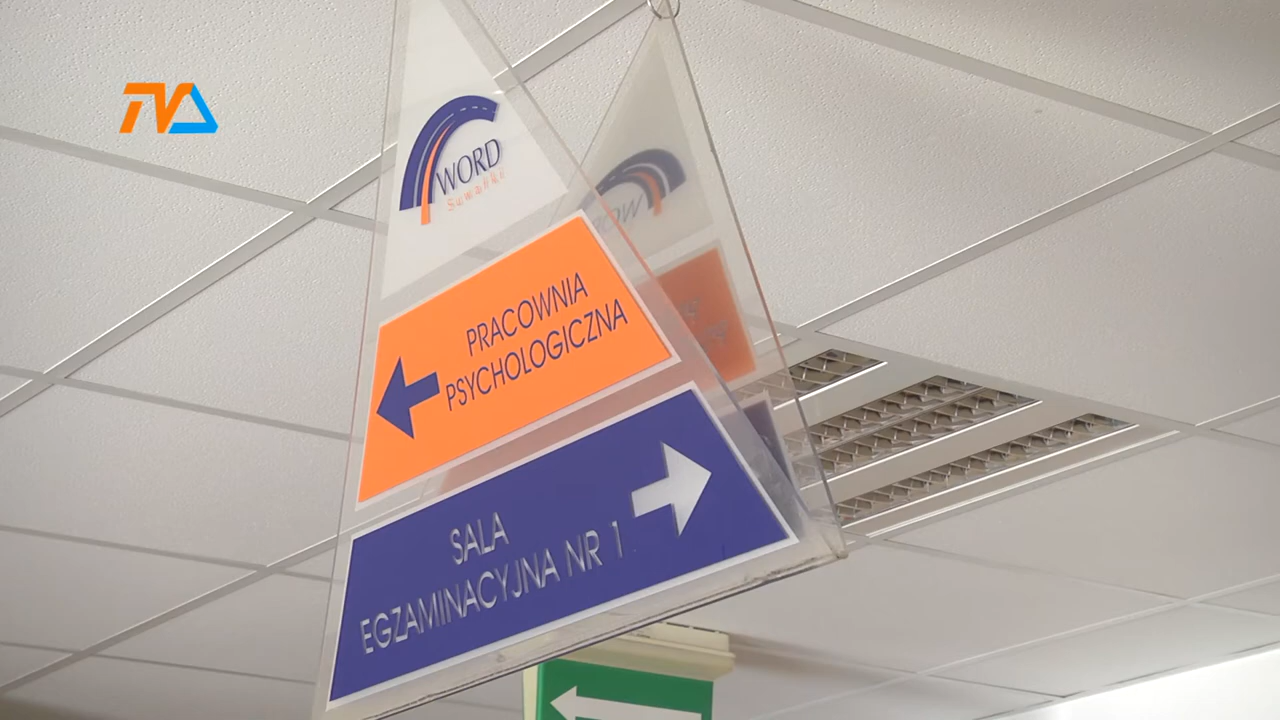 TVA
WORD
Suwałki
PRACOWNIA
PSYCHOLOGICZNA
SALA
EGZAMINACYJNA NR 1